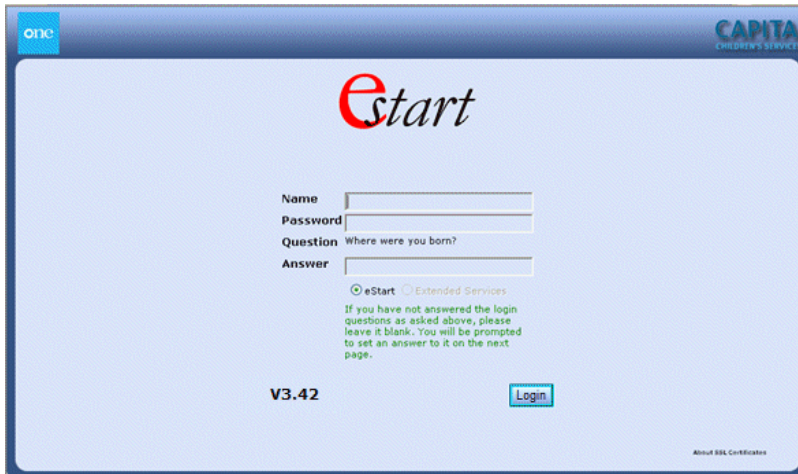 one
CAPITA
CHILDREN'S SERVICES
estart
Name
Password
Question Where were you born?
Answer
eStart Extended Services
If you have not answered the login
questions as asked above, please
leave it blank. You will be prompted
to set an answer to it on the next
page.
V3.42 Login
About SSL Certificates